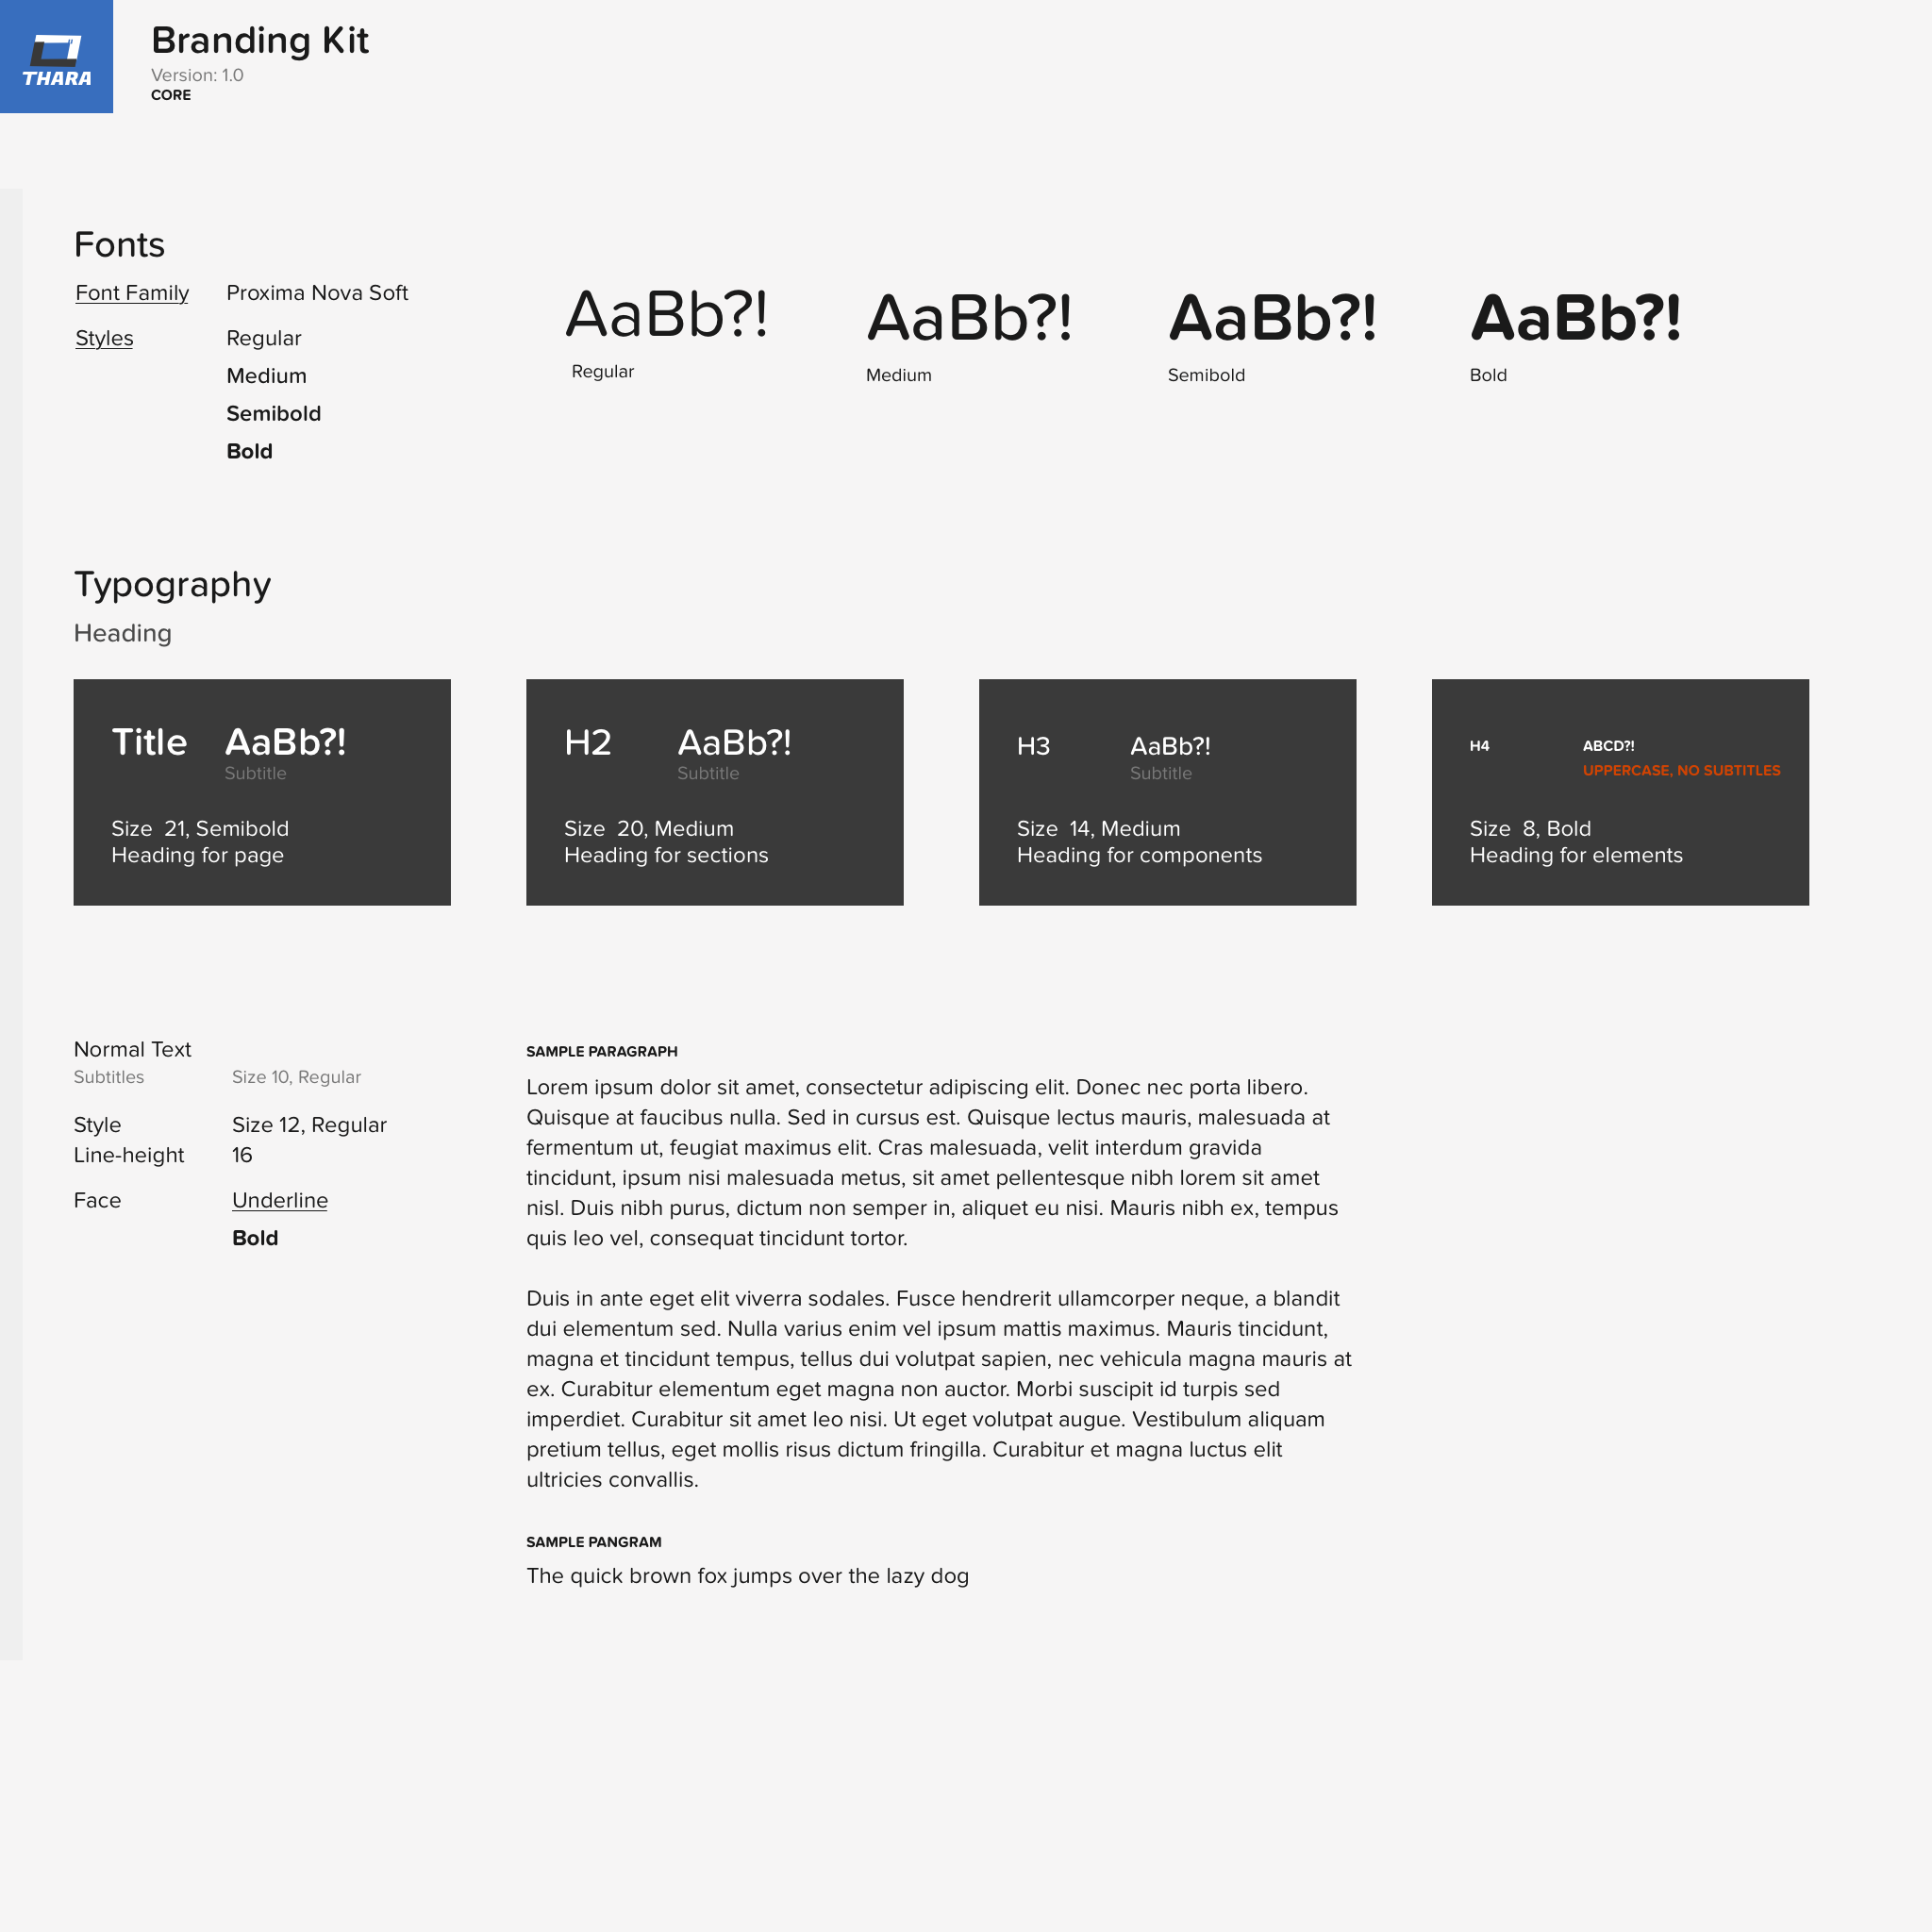 THARA
Branding Kit
Version: 1.0
CORE
Fonts
Font Family Proxima Nova Soft
Styles Regular
Medium
Semibold
Bold
AaBb?! AaBb?! AaBb?! AaBb?!
Regular Medium Semibold Bold
Typography
Heading
Title AaBb?!
Subtitle
Size 21, Semibold
Heading for page
H2 AaBb?!
Subtitle
Size 20, Medium
Heading for sections
H3 AaBb?!
Subtitle
Size 14, Medium
Heading for components
H4 ABCD?!
UPPERCASE, NO SUBTITLES
Size 8, Bold
Heading for elements
Normal Text
Subtitles Size 10, Regular
Style Size 12, Regular
Line-height 16
Face Underline
Bold
SAMPLE PARAGRAPH
Lorem ipsum dolor sit amet, consectetur adipiscing elit. Donec nec porta libero.
Quisque at faucibus nulla. Sed in cursus est. Quisque lectus mauris, malesuada at
fermentum ut, feugiat maximus elit. Cras malesuada, velit interdum gravida
tincidunt, ipsum nisi malesuada metus, sit amet pellentesque nibh lorem sit amet
nisl. Duis nibh purus, dictum non semper in, aliquet eu nisi. Mauris nibh ex, tempus
quis leo vel, consequat tincidunt tortor.
Duis in ante eget elit viverra sodales. Fusce hendrerit ullamcorper neque, a blandit
dui elementum sed. Nulla varius enim vel ipsum mattis maximus. Mauris tincidunt,
magna et tincidunt tempus, tellus dui volutpat sapien, nec vehicula magna mauris at
ex. Curabitur elementum eget magna non auctor. Morbi suscipit id turpis sed
imperdiet. Curabitur sit amet leo nisi. Ut eget volutpat augue. Vestibulum aliquam
pretium tellus, eget mollis risus dictum fringilla. Curabitur et magna luctus elit
ultricies convallis.
SAMPLE PANGRAM
The quick brown fox jumps over the lazy dog